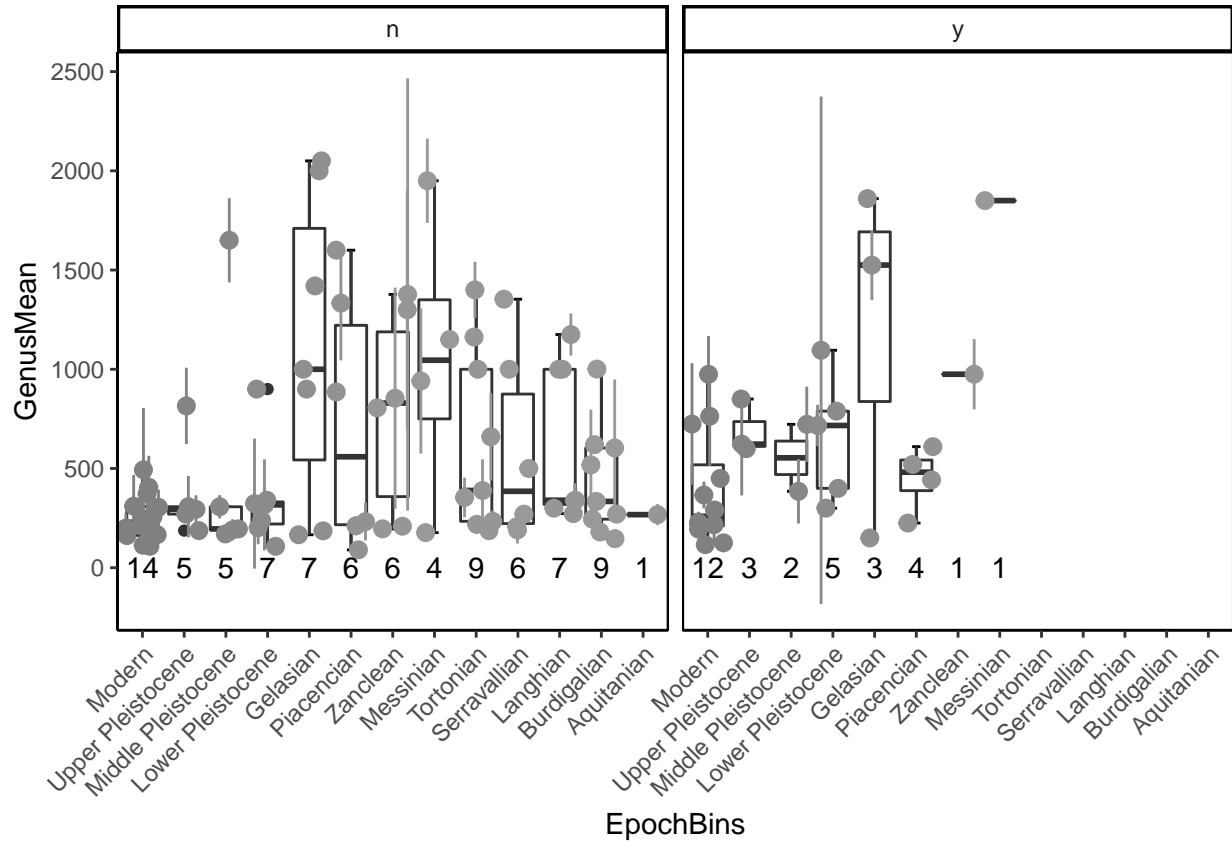 n
y
GenusMean
2500
2000
1500
1000
500
0
14 5 5 7 7 6 6 4 9 6 7 9 1
12 3 2 5 3 4 1 1
Modern
Upper Pleistocene
Middle Pleistocene
Lower Pleistocene
Gelasian
Piacencian
Zanclean
Messinian
Tortonian
Serravallian
Langhian
Burdigalian
Aquitanian
Modern
Upper Pleistocene
Middle Pleistocene
Lower Pleistocene
Gelasian
Piacencian
Zanclean
Messinian
Tortonian
Serravallian
Langhian
Burdigalian
Aquitanian
EpochBins